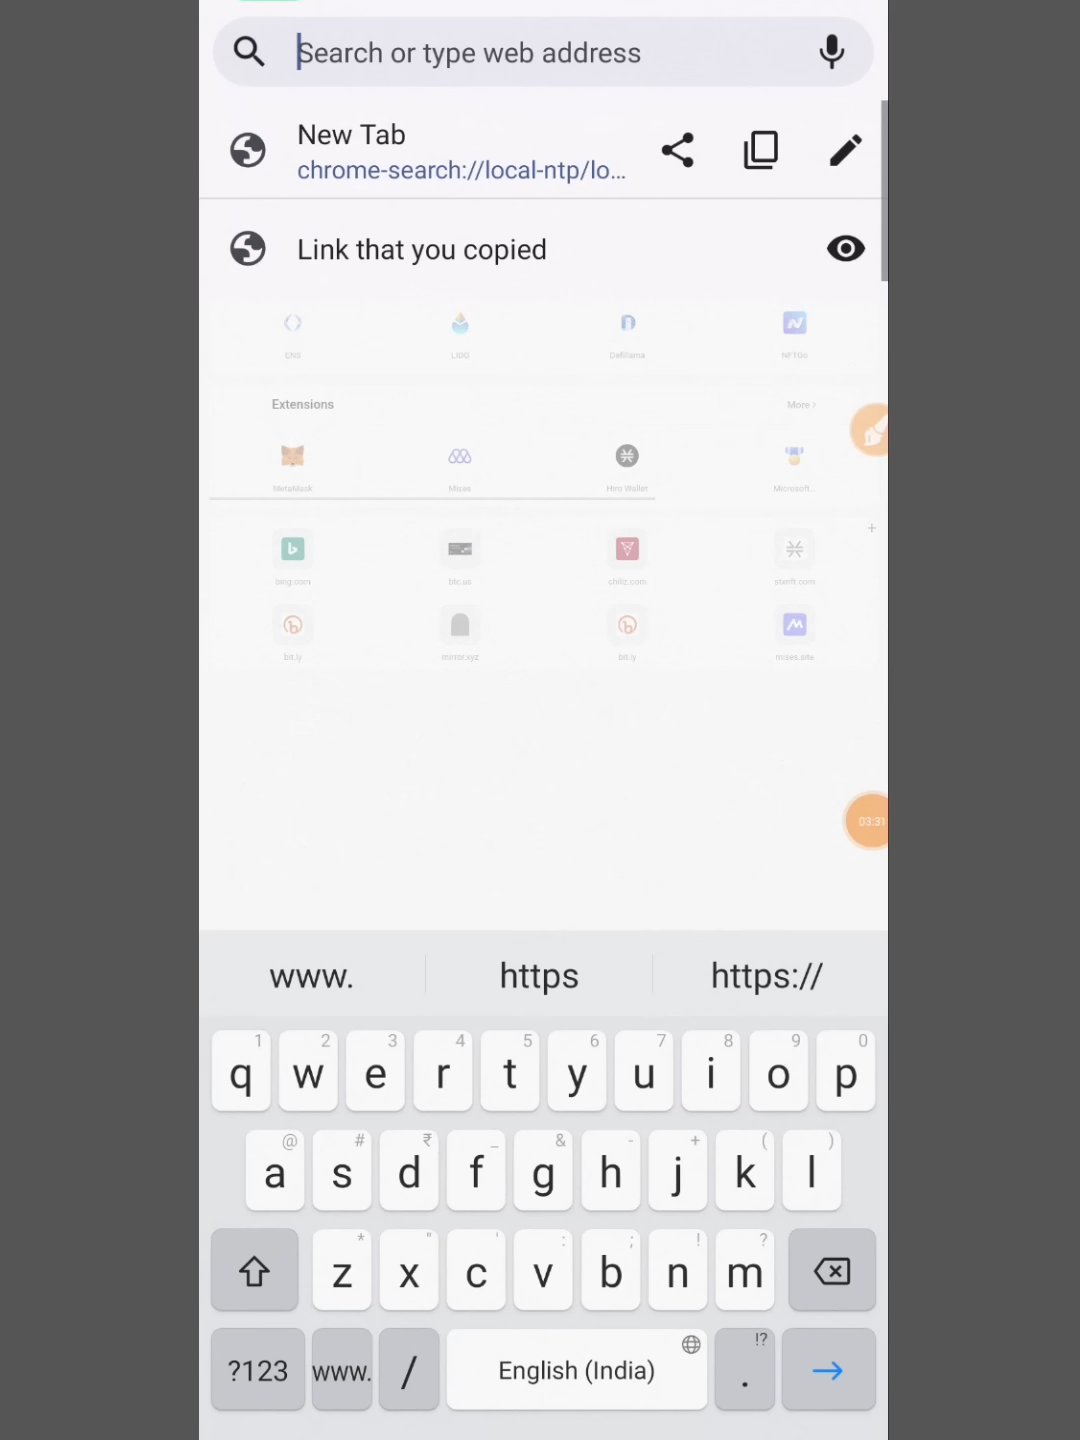 Search or type web address
New Tab
chrome-search://local-ntp/lo...
Link that you copied
ENS LIDO Defillama NFTGo
Extensions More >
MetaMask Mises Hiro Wallet Microsoft...
+
bing.com btc.us chiliz.com stxnft.com
bit.ly mirror.xyz bit.ly mises.site
03:31
www. https https://
1 2 3 4 5 6 7 8 9 0
q w e r t y u i o p
@ # ₹ _ & - + ( )
a s d f g h j k l
* " ' : ; ! ?
z x c v b n m
!?
?123 www. / English (India) .